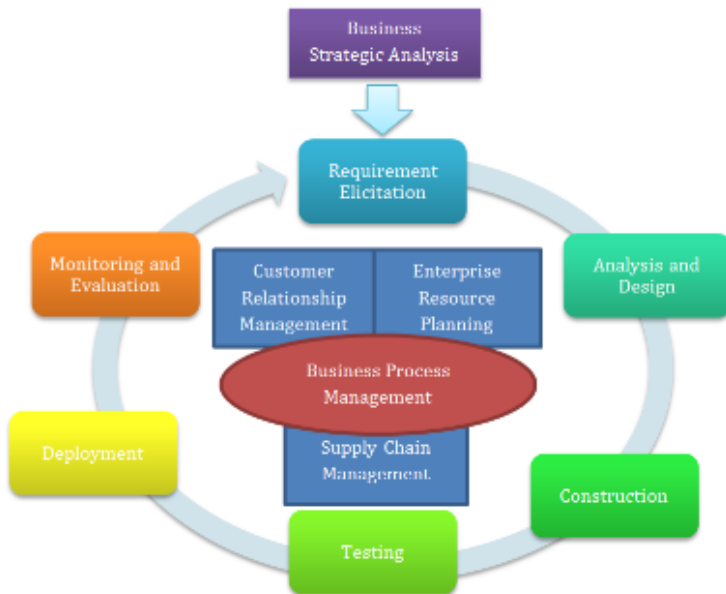 Business
Strategic Analysis
Requirement
Elicitation
Monitoring and
Evaluation
Customer
Relationship
Management
Enterprise
Resource
Planning
Analysis and
Design
Business Process
Management
Deployment
Supply Chain
Management
Construction
Testing